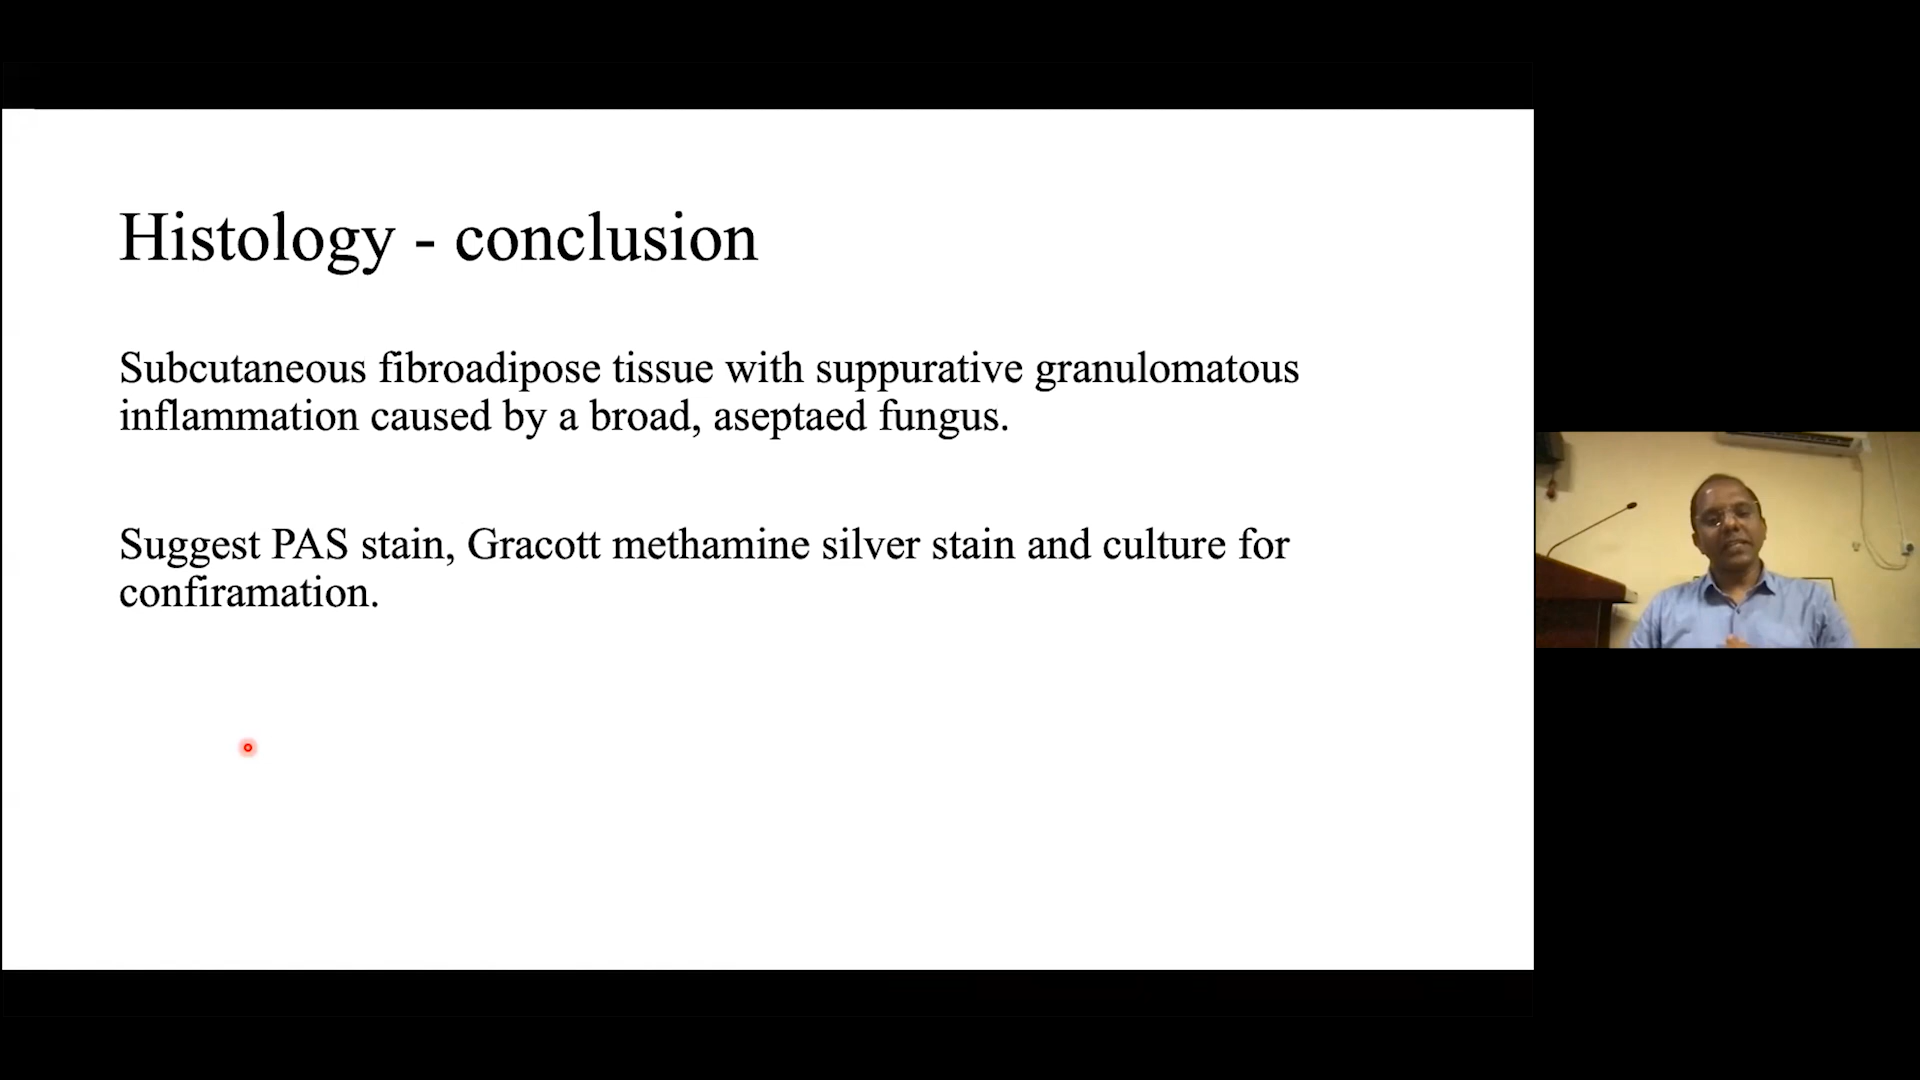 Histology - conclusion
Subcutaneous fibroadipose tissue with suppurative granulomatous
inflammation caused by a broad, aseptaed fungus.
Suggest PAS stain, Gracott methamine silver stain and culture for
confiramation.